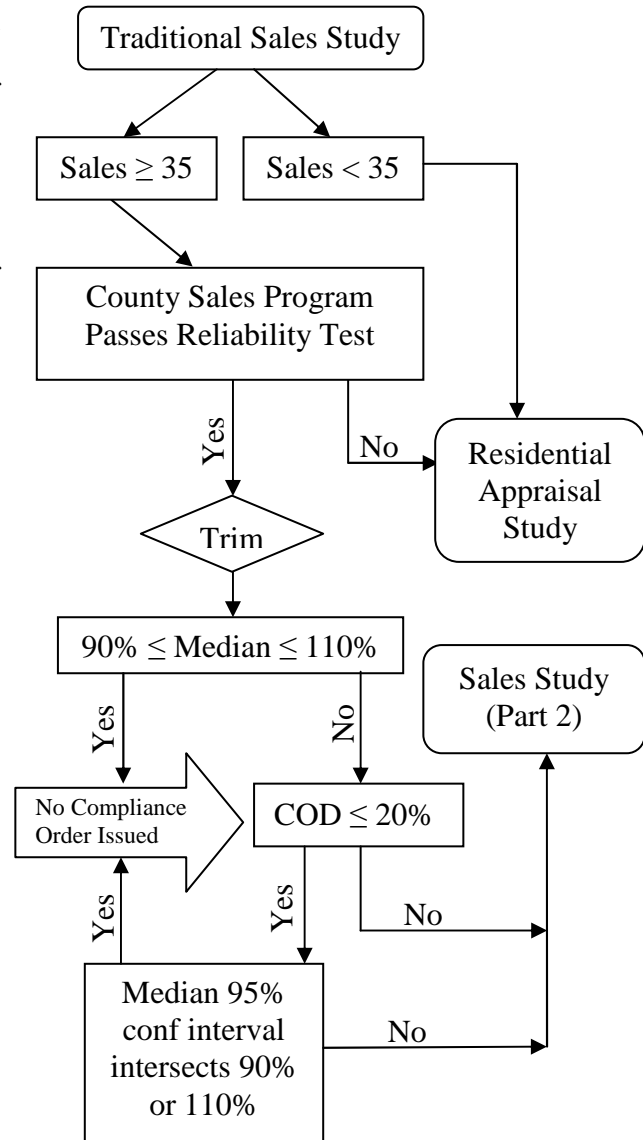 Traditional Sales Study
Sales ≥ 35
Sales < 35
County Sales Program
Passes Reliability Test
Yes
No
Residential
Appraisal
Study
Trim
90% ≤ Median ≤ 110%
Sales Study
(Part 2)
Yes
No
No Compliance
Order Issued
COD ≤ 20%
Yes
Yes
No
Median 95%
conf interval
intersects 90%
or 110%
No